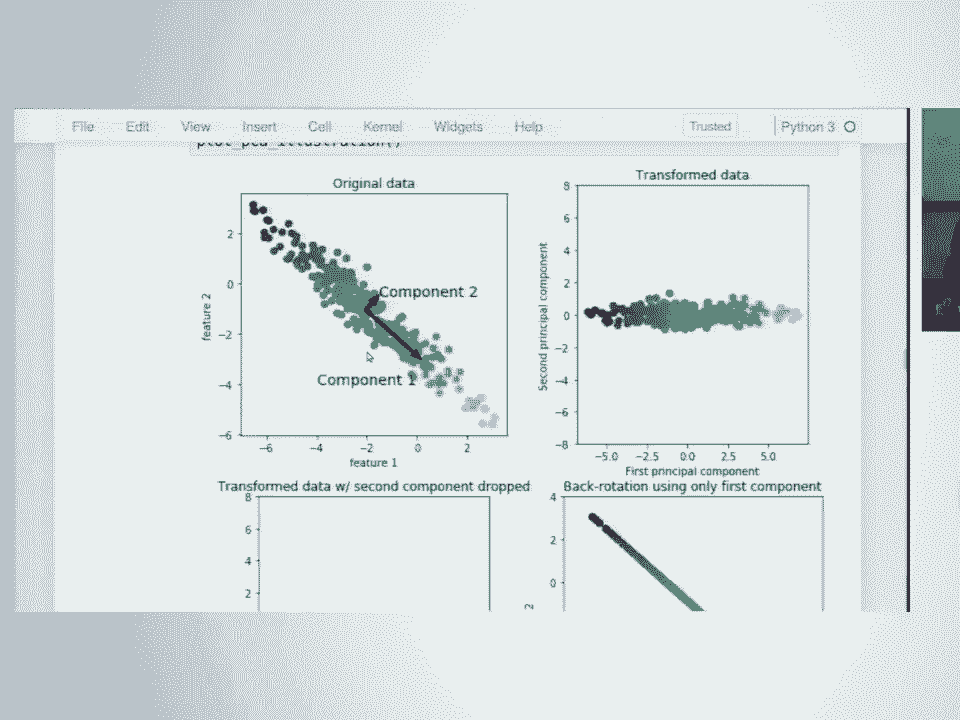 File Edit View Insert Cell Kernel Widgets Help Trusted Python 3
plot_pca_illustration()
Original data
2
0
−2
−4
−6
feature 2
−6 −4 −2 0 2
feature 1
Component 2
Component 1
Transformed data
8
6
4
2
0
−2
−4
−6
−8
Second principal component
−5.0 −2.5 0.0 2.5 5.0
First principal component
Transformed data w/ second component dropped
8
6
4
2
Back-rotation using only first component
4
2
0
2